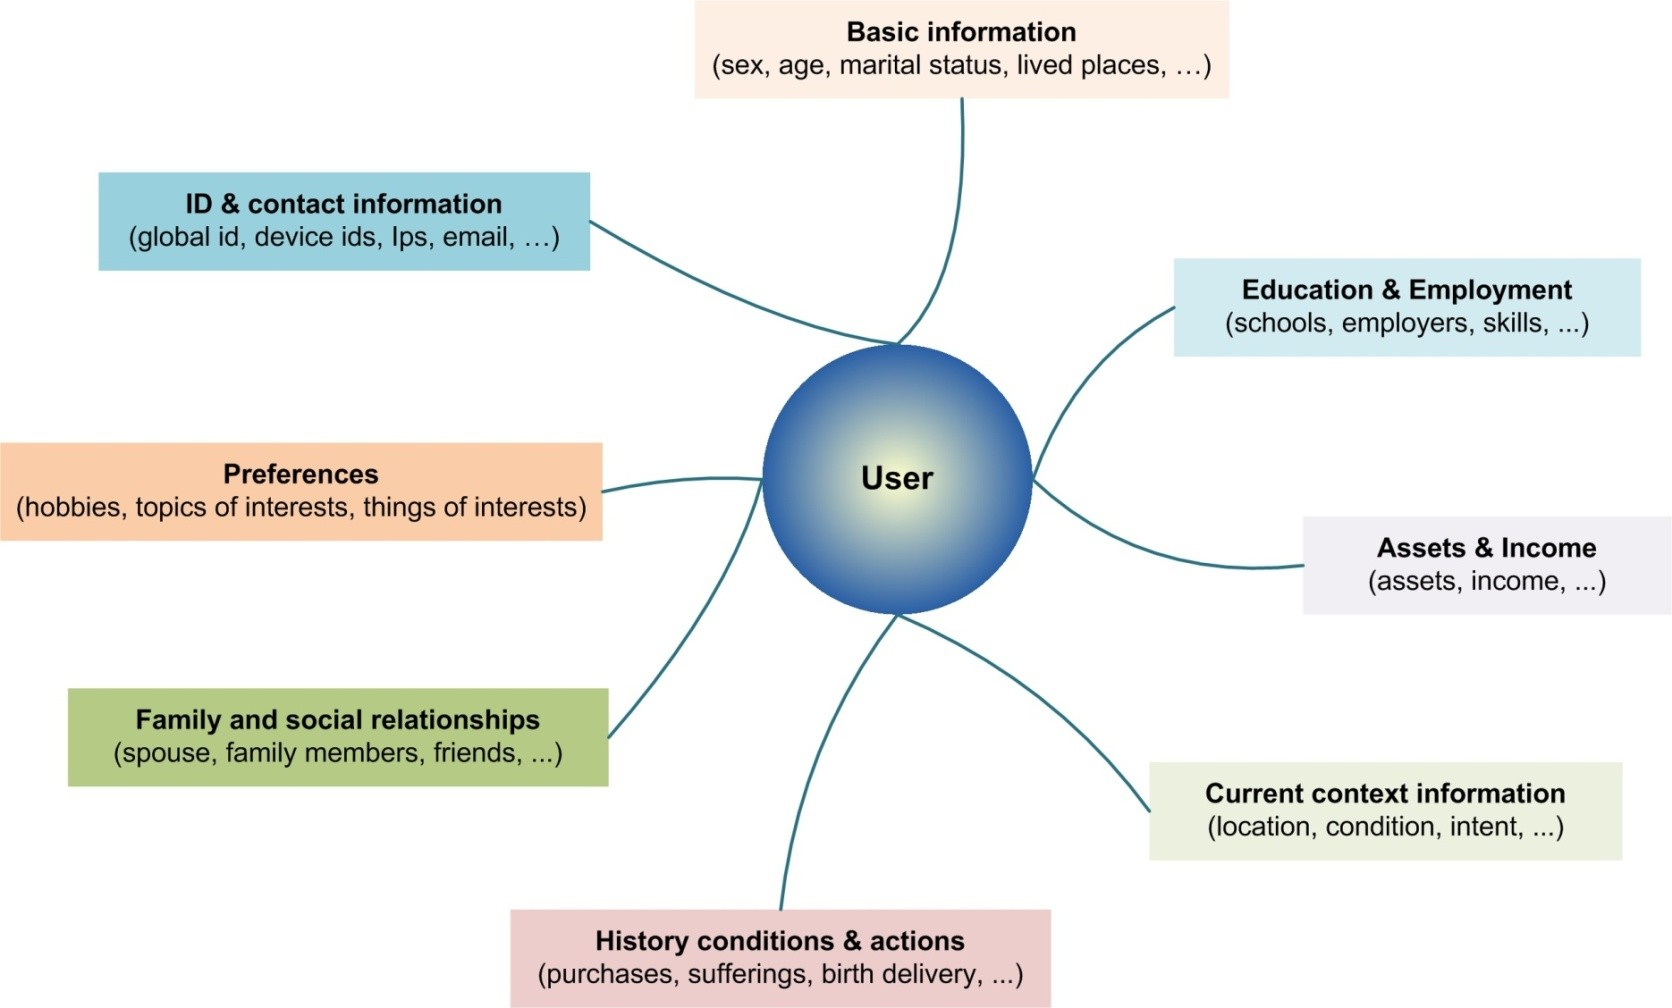 Basic information
(sex, age, marital status, lived places, …)
ID & contact information
(global id, device ids, Ips, email, …)
Education & Employment
(schools, employers, skills, ...)
Preferences
(hobbies, topics of interests, things of interests)
User
Assets & Income
(assets, income, ...)
Family and social relationships
(spouse, family members, friends, ...)
Current context information
(location, condition, intent, ...)
History conditions & actions
(purchases, sufferings, birth delivery, ...)